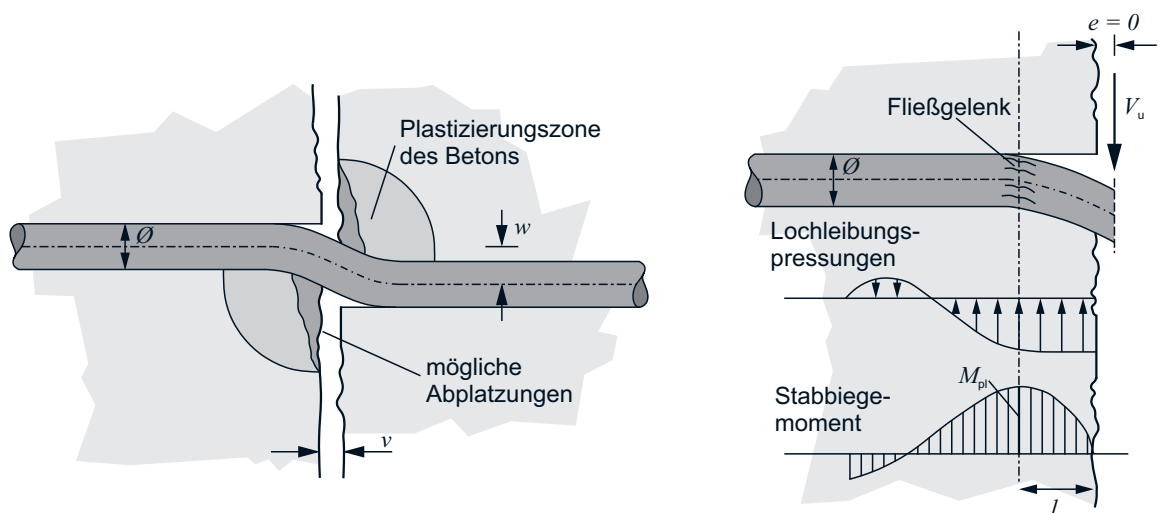 Plastizierungszone
des Betons
Ø
w
mögliche
Abplatzungen
v
e = 0
Fließgelenk
V_u
Ø
Lochleibungs-
pressungen
M_pl
Stabbiege-
moment
l